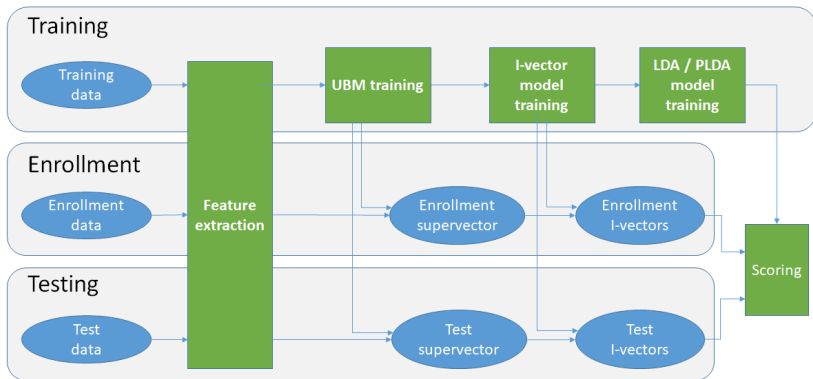 Training
Training
data
UBM training
I-vector
model
training
LDA / PLDA
model
training
Enrollment
Enrollment
data
Feature
extraction
Enrollment
supervector
Enrollment
I-vectors
Scoring
Testing
Test
data
Test
supervector
Test
I-vectors